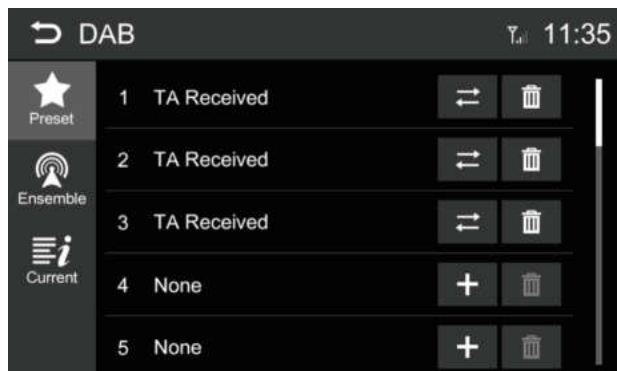 DAB 11:35
Preset
1 TA Received
2 TA Received
Ensemble
3 TA Received
Current
4 None
5 None